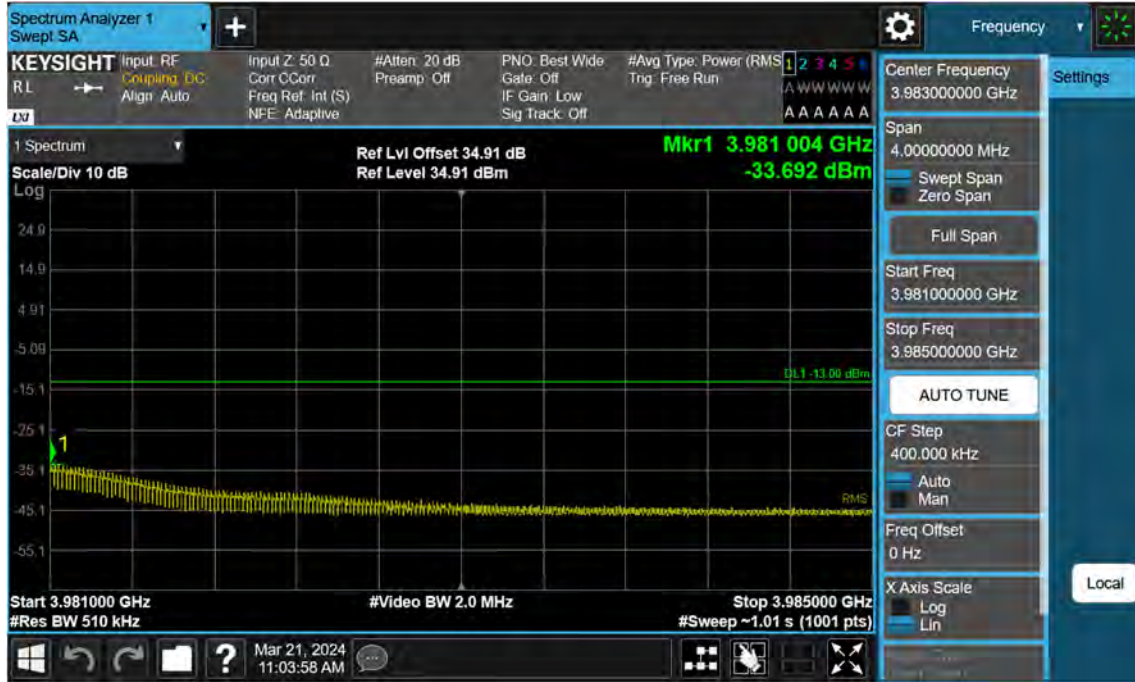 Spectrum Analyzer 1
Swept SA
+
Frequency
KEYSIGHT
RL
LXI
Input: RF
Coupling: DC
Align: Auto
Input Z: 50 Ω
Corr CCorr
Freq Ref: Int (S)
NFE: Adaptive
#Atten: 20 dB
Preamp: Off
PNO: Best Wide
Gate: Off
IF Gain: Low
Sig Track: Off
#Avg Type: Power (RMS
Trig: Free Run
1 2 3 4 5 6
A W W W W W
A A A A A A
1 Spectrum
Scale/Div 10 dB
Log
Ref Lvl Offset 34.91 dB
Ref Level 34.91 dBm
Mkr1 3.981 004 GHz
-33.692 dBm
24.9
14.9
4.91
-5.09
-15.1
-25.1
-35.1
-45.1
-55.1
DL1 -13.00 dBm
1
RMS
Start 3.981000 GHz
#Res BW 510 kHz
#Video BW 2.0 MHz
Stop 3.985000 GHz
#Sweep ~1.01 s (1001 pts)
Center Frequency
3.983000000 GHz
Span
4.00000000 MHz
Swept Span
Zero Span
Full Span
Start Freq
3.981000000 GHz
Stop Freq
3.985000000 GHz
AUTO TUNE
CF Step
400.000 kHz
Auto
Man
Freq Offset
0 Hz
X Axis Scale
Log
Lin
Settings
Local
?
Mar 21, 2024
11:03:58 AM